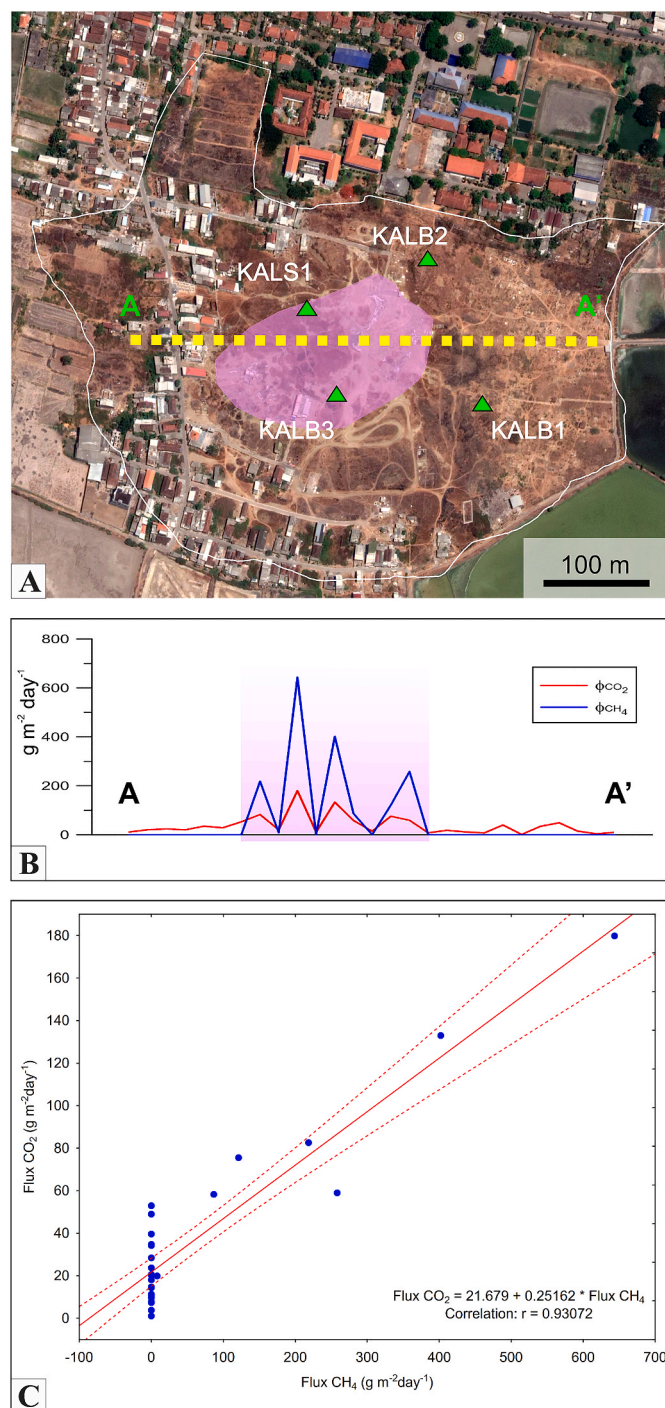 KALB2
KALS1
A
A'
KALB3
KALB1
100 m
A
800
600
400
200
0
g m⁻² day⁻¹
ϕCO₂
ϕCH₄
A
A'
B
180
160
140
120
100
80
60
40
20
0
Flux CO₂ (g m⁻²day⁻¹)
Flux CO₂ = 21.679 + 0.25162 * Flux CH₄
Correlation: r = 0.93072
-100 0 100 200 300 400 500 600 700
Flux CH₄ (g m⁻²day⁻¹)
C